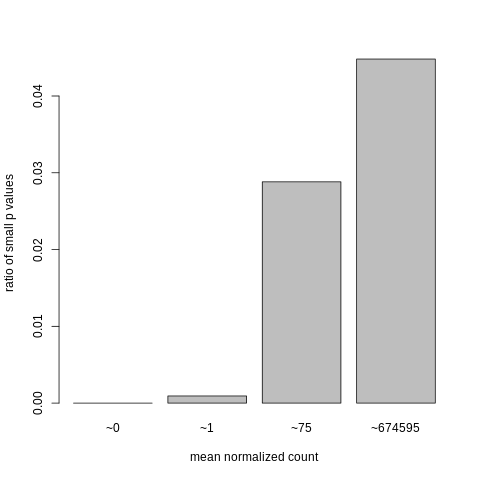 ratio of small p values
0.04
0.03
0.02
0.01
0.00
~0 ~1 ~75 ~674595
mean normalized count